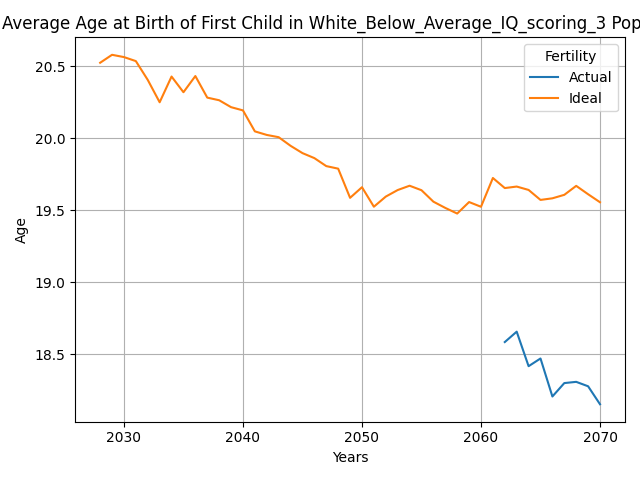 Average Age at Birth of First Child in White_Below_Average_IQ_scoring_3 Pop
Fertility
Actual
Ideal
20.5
20.0
19.5
19.0
18.5
Age
2030 2040 2050 2060 2070
Years